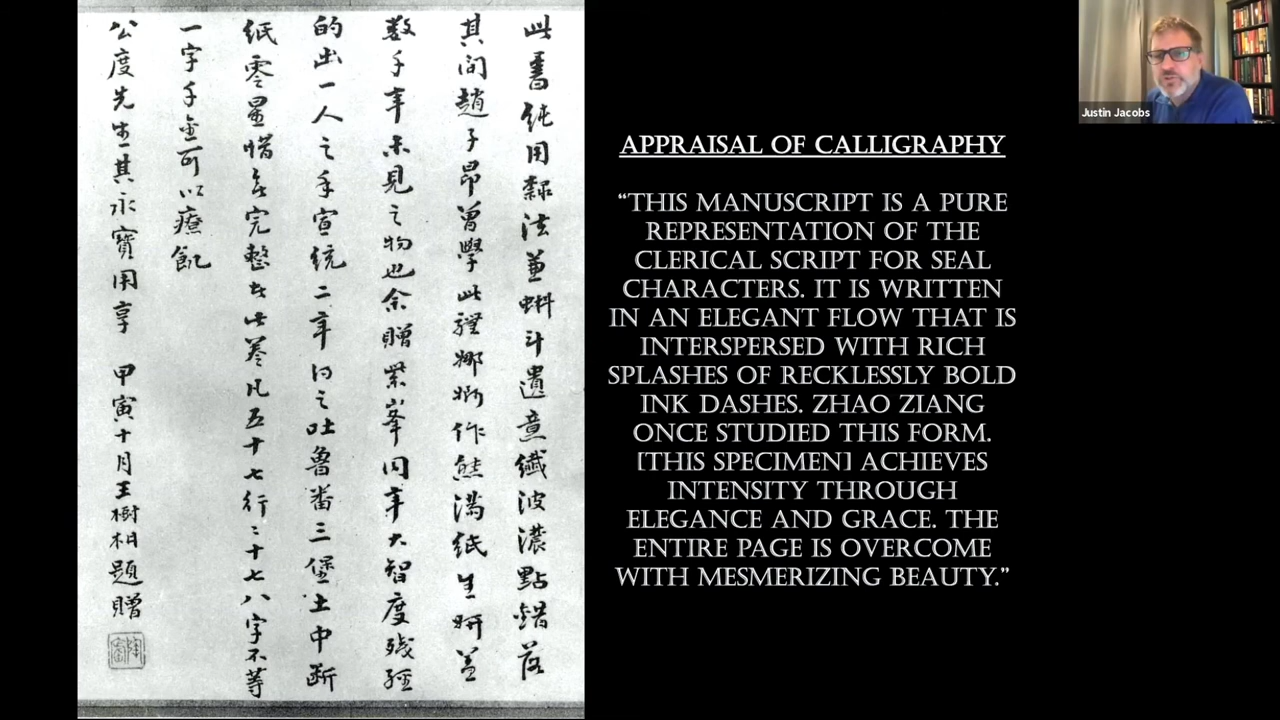 此書純用隸法兼蝌斗遺意纖波濃點錯落
其間趙子昂曾學此體娜婀作態滿紙生妍蓋
数千年未見之物也余贈峯同年大智度殘經
的出一人之手宣統二年得之吐魯番三堡土中斷
紙零星惜無完整者此卷凡五十七行〻十七八字不等
一字千金可以療飢
公度先生其永寶用享 甲寅十月王樹枏題贈
APPRAISAL OF CALLIGRAPHY
“THIS MANUSCRIPT IS A PURE
REPRESENTATION OF THE
CLERICAL SCRIPT FOR SEAL
CHARACTERS. IT IS WRITTEN
IN AN ELEGANT FLOW THAT IS
INTERSPERSED WITH RICH
SPLASHES OF RECKLESSLY BOLD
INK DASHES. ZHAO ZIANG
ONCE STUDIED THIS FORM.
[THIS SPECIMEN] ACHIEVES
INTENSITY THROUGH
ELEGANCE AND GRACE. THE
ENTIRE PAGE IS OVERCOME
WITH MESMERIZING BEAUTY.”
Justin Jacobs